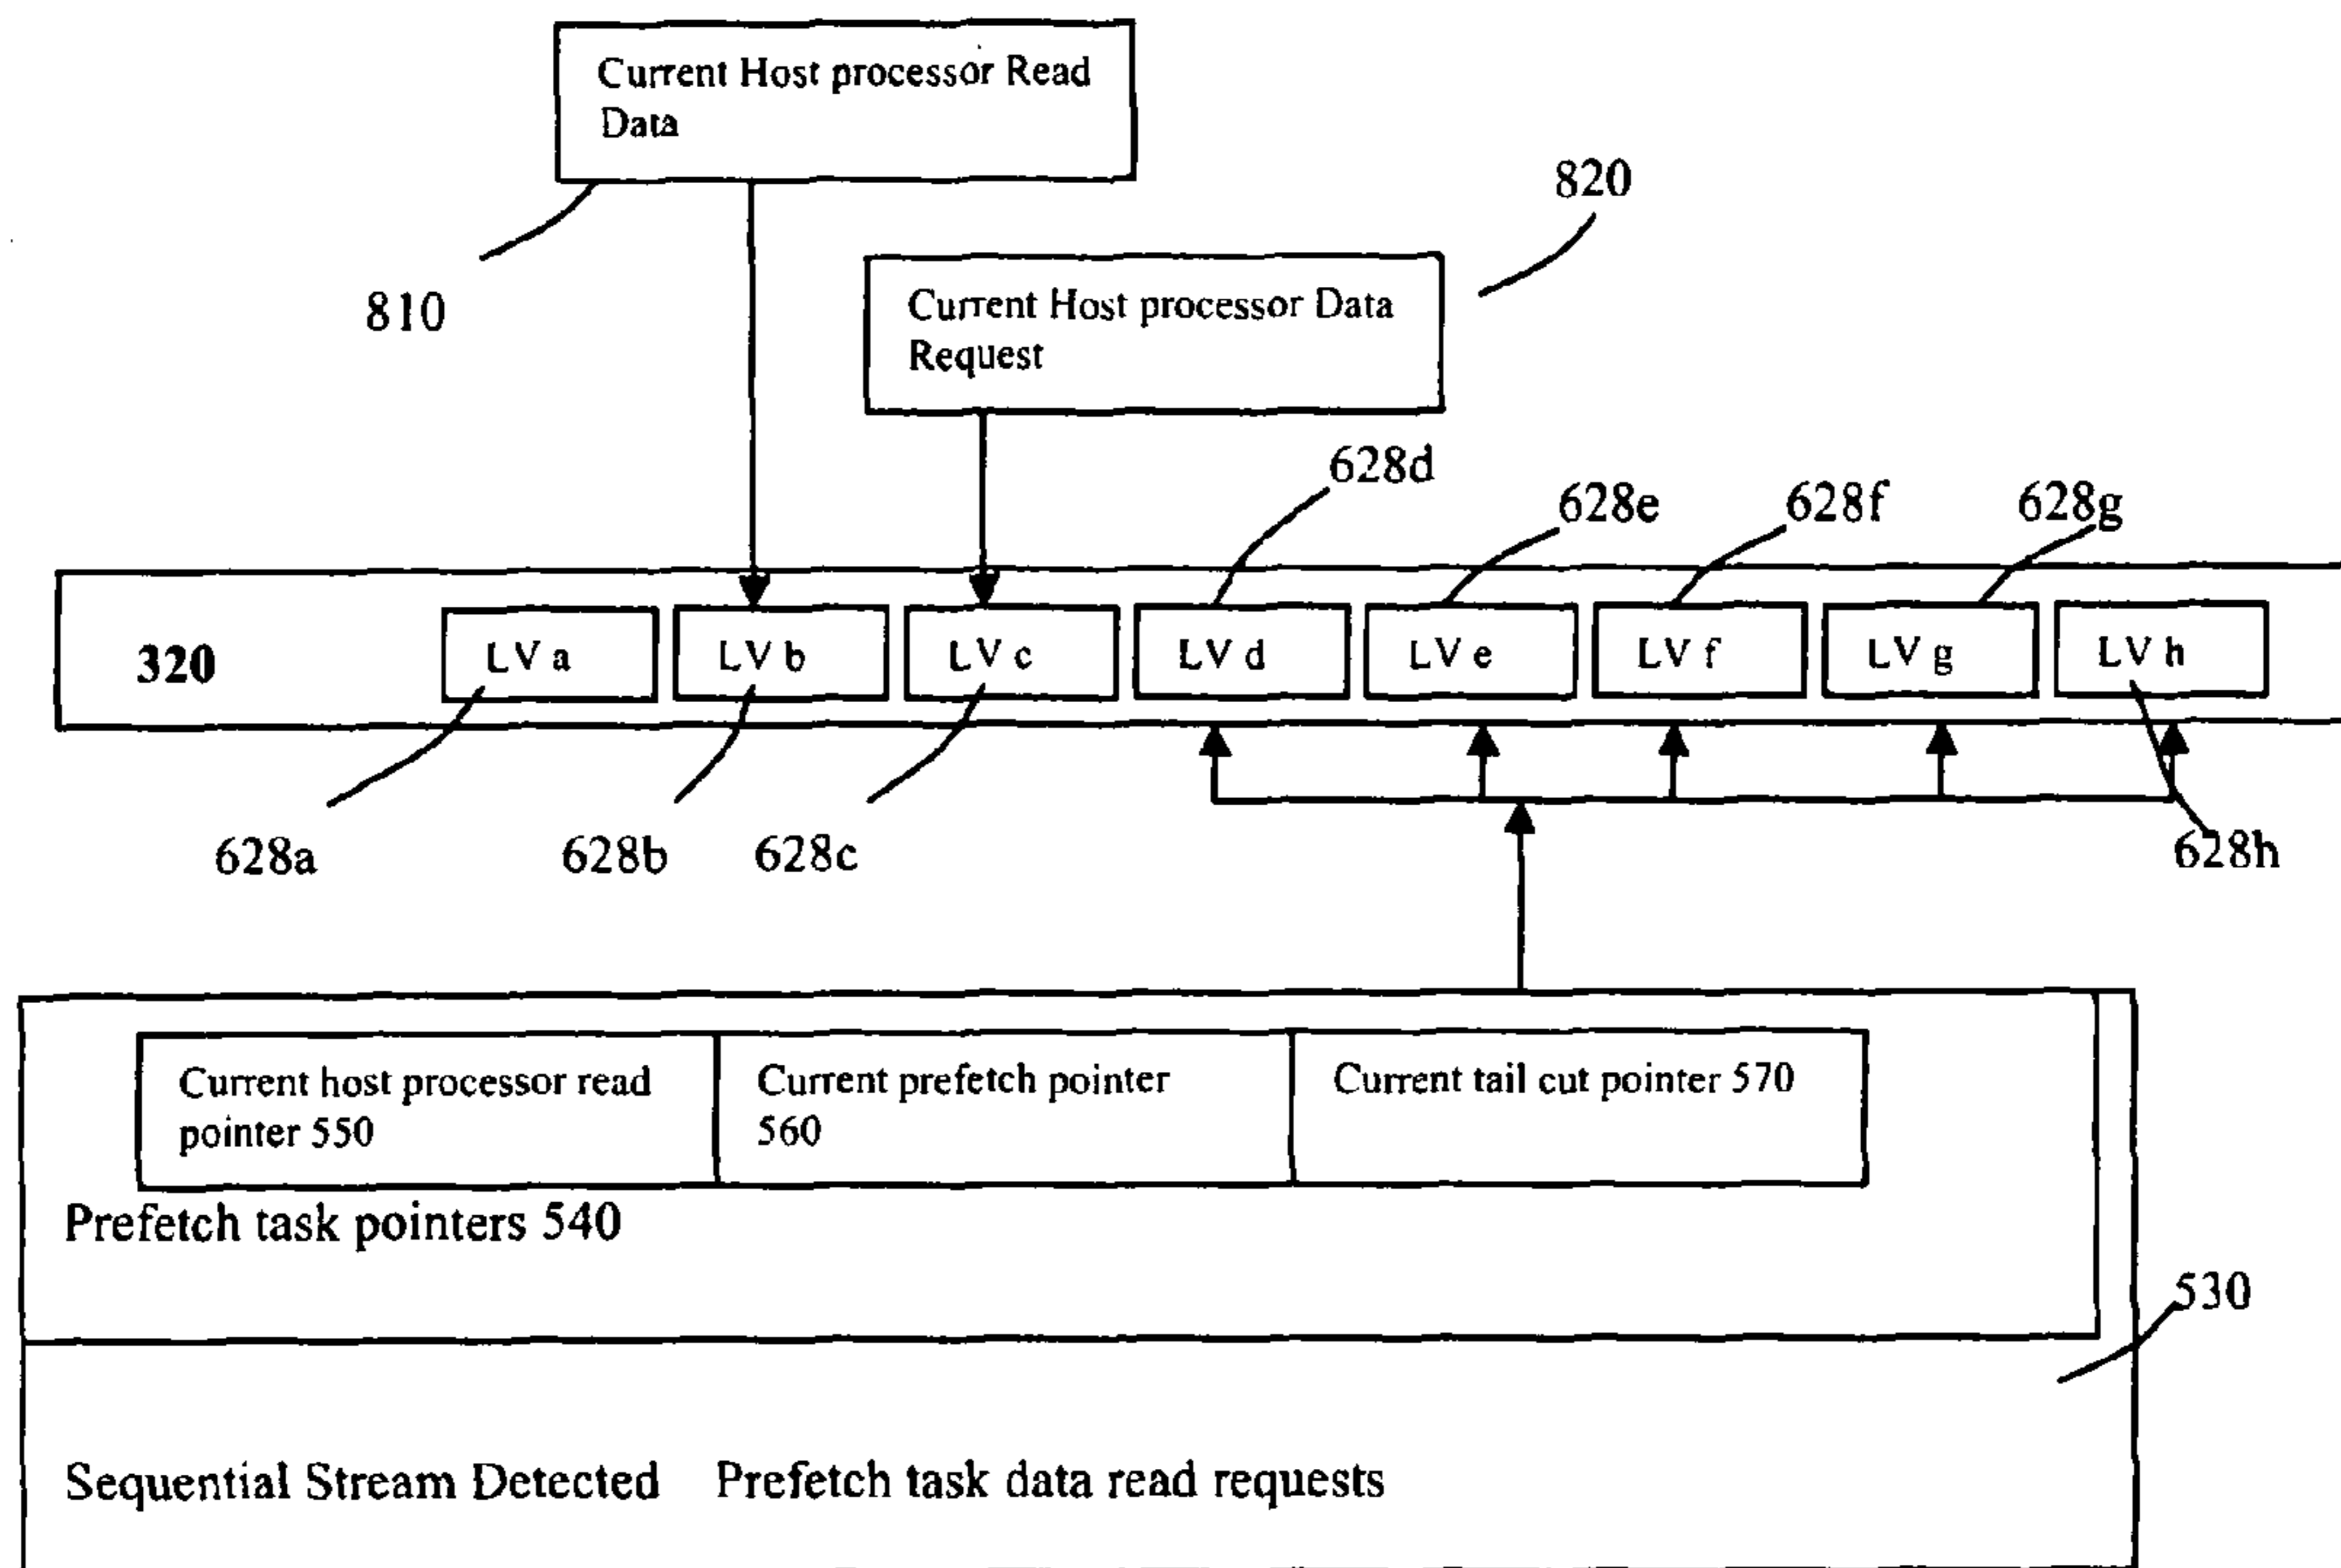 Current Host processor Read
Data
820
810
Current Host processor Data
Request
628d
628e
628f
628g
320
LV a
LV b
LV c
LV d
LV e
LV f
LV g
LV h
628a
628b
628c
628h
Current host processor read
pointer 550
Current prefetch pointer
560
Current tail cut pointer 570
Prefetch task pointers 540
530
Sequential Stream Detected Prefetch task data read requests